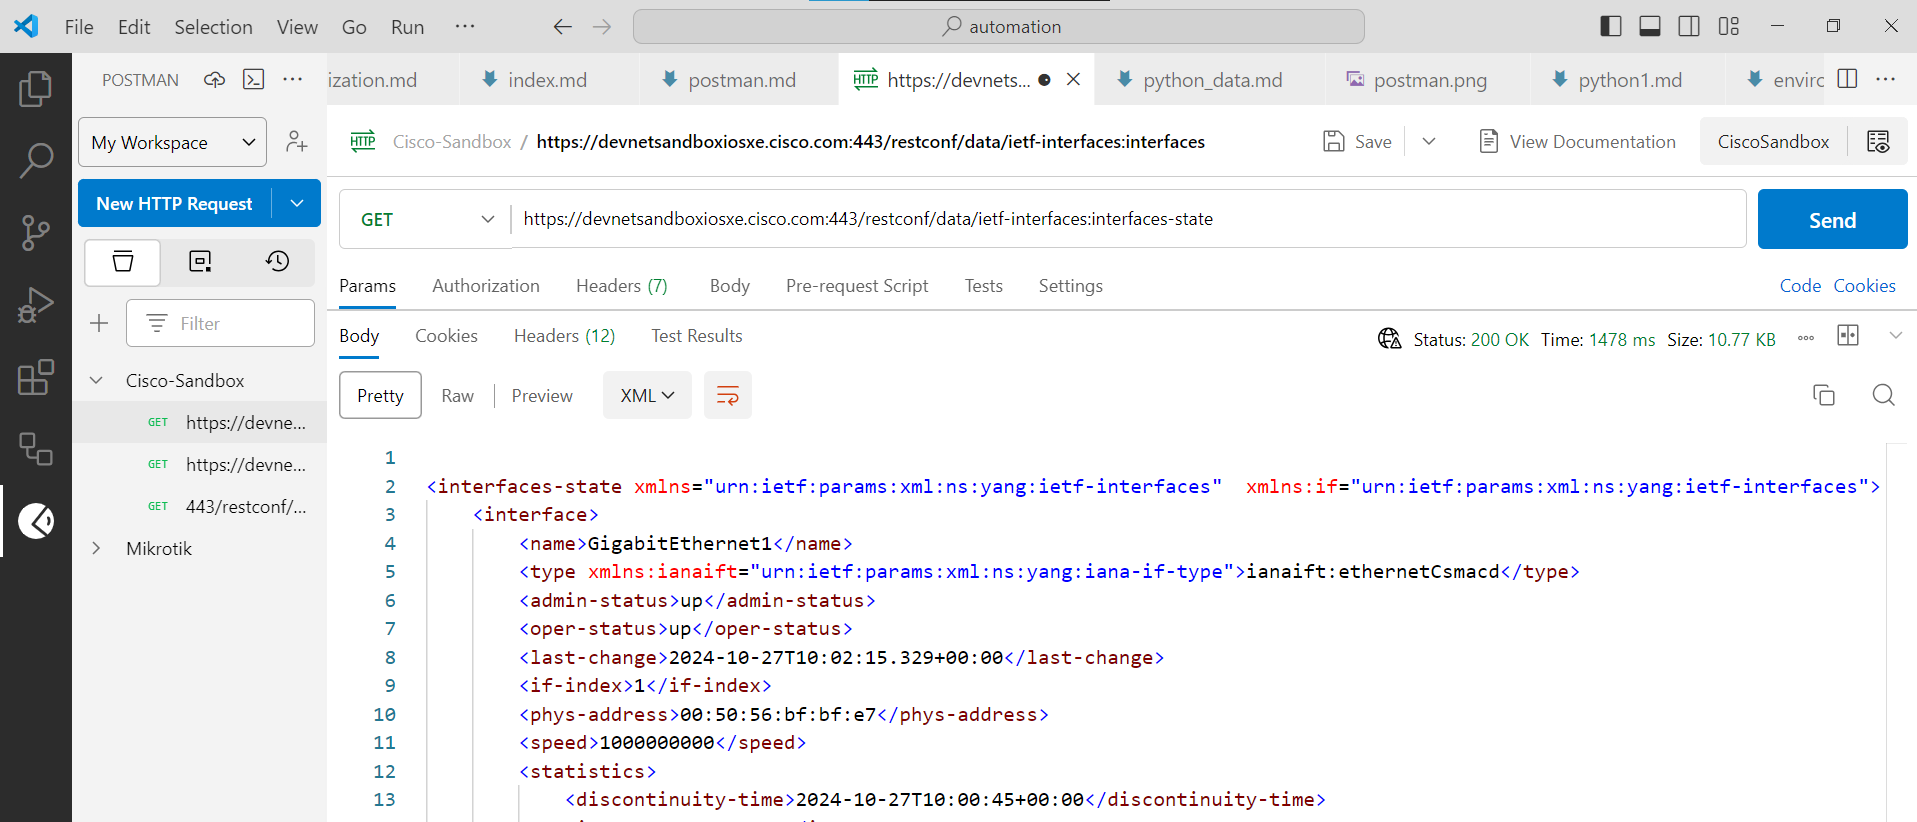 File Edit Selection View Go Run ···
automation
POSTMAN ···
ization.md index.md postman.md https://devnets... python_data.md postman.png python1.md enviro ···
My Workspace
Cisco-Sandbox / https://devnetsandboxiosxe.cisco.com:443/restconf/data/ietf-interfaces:interfaces
Save View Documentation CiscoSandbox
New HTTP Request
GET https://devnetsandboxiosxe.cisco.com:443/restconf/data/ietf-interfaces:interfaces-state
Send
Params Authorization Headers (7) Body Pre-request Script Tests Settings
Code Cookies
Filter
Cisco-Sandbox
GET https://devne...
GET https://devne...
GET 443/restconf/...
Mikrotik
Body Cookies Headers (12) Test Results
Status: 200 OK Time: 1478 ms Size: 10.77 KB
Pretty Raw Preview XML
1
2 <interfaces-state xmlns="urn:ietf:params:xml:ns:yang:ietf-interfaces" xmlns:if="urn:ietf:params:xml:ns:yang:ietf-interfaces">
3 <interface>
4 <name>GigabitEthernet1</name>
5 <type xmlns:ianaift="urn:ietf:params:xml:ns:yang:iana-if-type">ianaift:ethernetCsmacd</type>
6 <admin-status>up</admin-status>
7 <oper-status>up</oper-status>
8 <last-change>2024-10-27T10:02:15.329+00:00</last-change>
9 <if-index>1</if-index>
10 <phys-address>00:50:56:bf:bf:e7</phys-address>
11 <speed>1000000000</speed>
12 <statistics>
13 <discontinuity-time>2024-10-27T10:00:45+00:00</discontinuity-time>